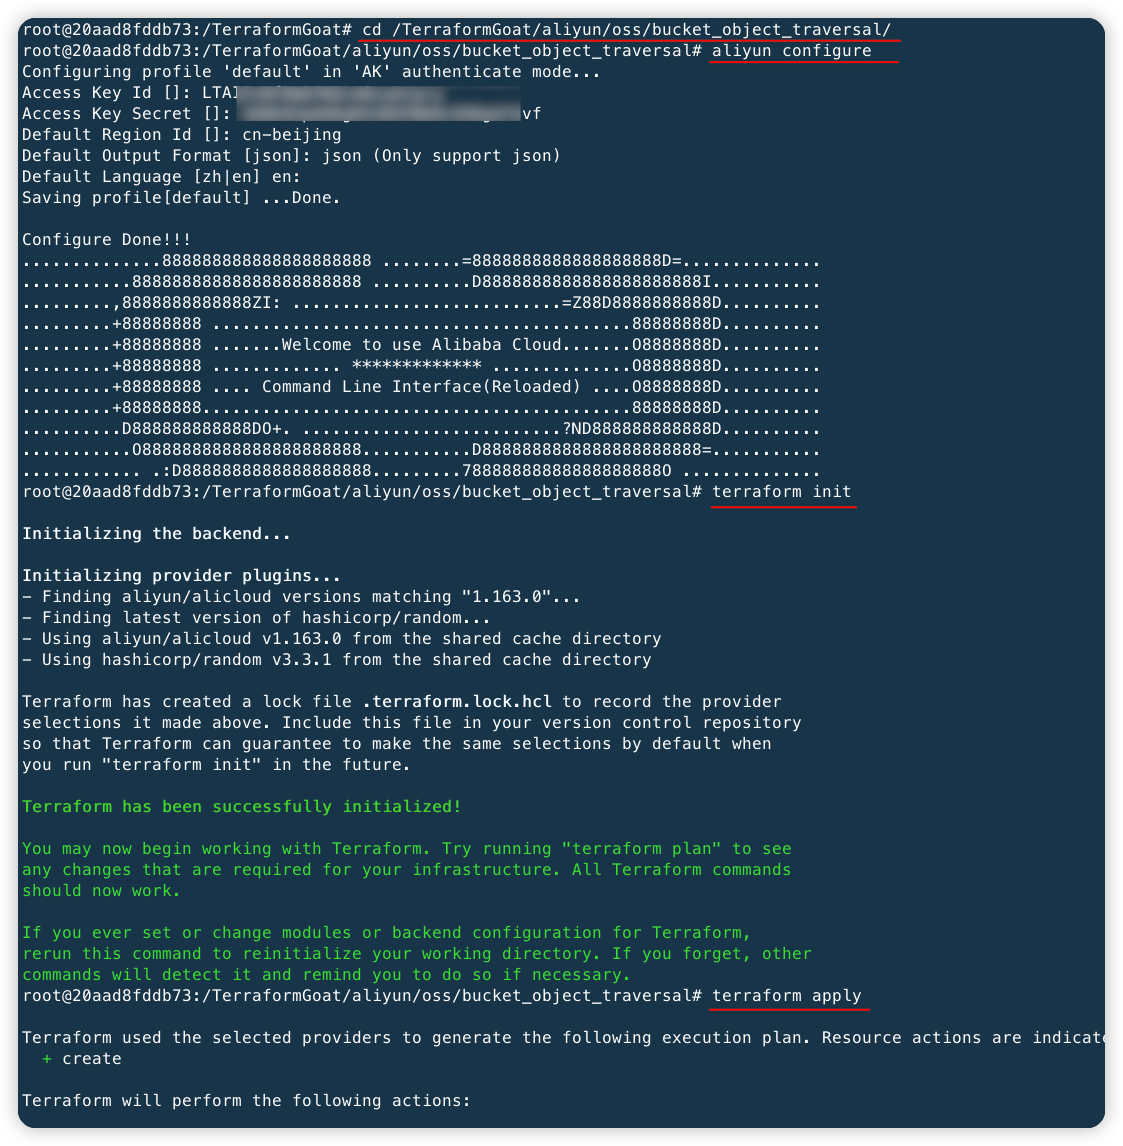 root@20aad8fddb73:/TerraformGoat# cd /TerraformGoat/aliyun/oss/bucket_object_traversal/
root@20aad8fddb73:/TerraformGoat/aliyun/oss/bucket_object_traversal# aliyun configure
Configuring profile 'default' in 'AK' authenticate mode...
Access Key Id []: LTAI
Access Key Secret []: vf
Default Region Id []: cn-beijing
Default Output Format [json]: json (Only support json)
Default Language [zh|en] en:
Saving profile[default] ...Done.
Configure Done!!!
..............888888888888888888888 ........=8888888888888888888D=..............
...........88888888888888888888888 ..........D8888888888888888888888I...........
.........,8888888888888ZI: ...........................=Z88D8888888888D..........
.........+88888888 ..........................................88888888D..........
.........+88888888 .......Welcome to use Alibaba Cloud.......O8888888D..........
.........+88888888 ............. ************* ..............O8888888D..........
.........+88888888 .... Command Line Interface(Reloaded) ....O8888888D..........
.........+88888888...........................................88888888D..........
..........D888888888888DO+. ..........................?ND888888888888D..........
...........O8888888888888888888888...........D8888888888888888888888=...........
............ .:D8888888888888888888.........78888888888888888888O ..............
root@20aad8fddb73:/TerraformGoat/aliyun/oss/bucket_object_traversal# terraform init
Initializing the backend...
Initializing provider plugins...
- Finding aliyun/alicloud versions matching "1.163.0"...
- Finding latest version of hashicorp/random...
- Using aliyun/alicloud v1.163.0 from the shared cache directory
- Using hashicorp/random v3.3.1 from the shared cache directory
Terraform has created a lock file .terraform.lock.hcl to record the provider
selections it made above. Include this file in your version control repository
so that Terraform can guarantee to make the same selections by default when
you run "terraform init" in the future.
Terraform has been successfully initialized!
You may now begin working with Terraform. Try running "terraform plan" to see
any changes that are required for your infrastructure. All Terraform commands
should now work.
If you ever set or change modules or backend configuration for Terraform,
rerun this command to reinitialize your working directory. If you forget, other
commands will detect it and remind you to do so if necessary.
root@20aad8fddb73:/TerraformGoat/aliyun/oss/bucket_object_traversal# terraform apply
Terraform used the selected providers to generate the following execution plan. Resource actions are indicate
+ create
Terraform will perform the following actions: